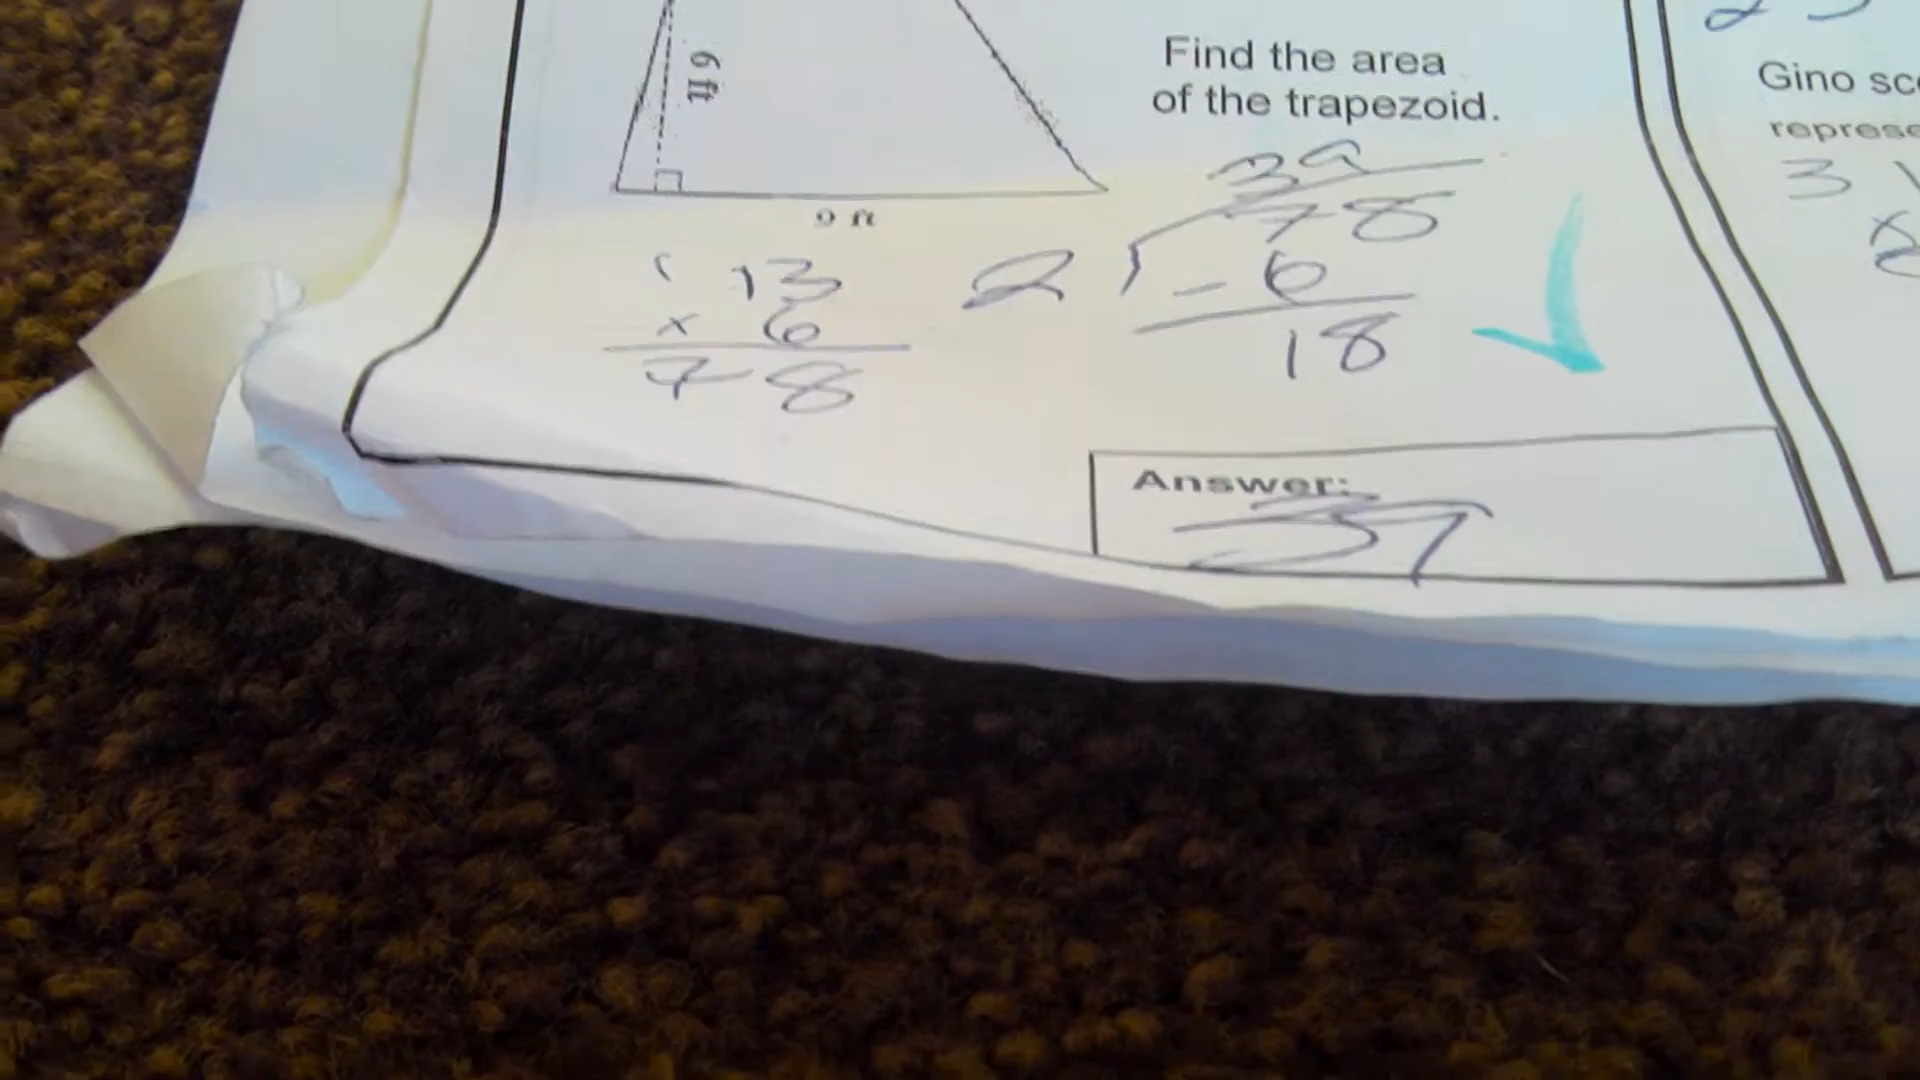 6 ft
9 ft
Find the area
of the trapezoid.
39
2 78
- 6
18
1 13
x 6
78
Answer:
39
Gino sc
represe
3
x